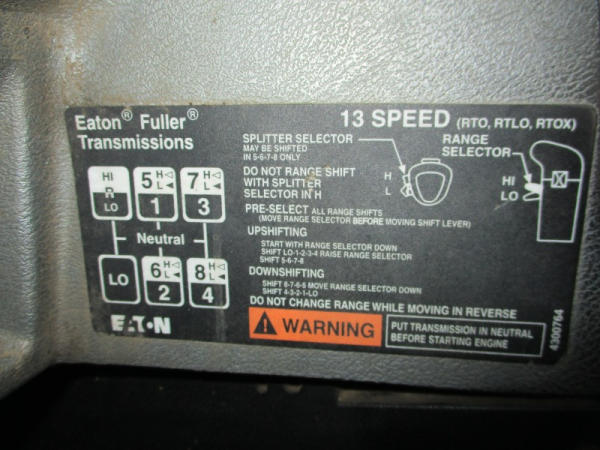 Eaton® Fuller®
Transmissions
13 SPEED (RTO, RTLO, RTOX)
SPLITTER SELECTOR
MAY BE SHIFTED
IN 5-6-7-8 ONLY
RANGE
SELECTOR
DO NOT RANGE SHIFT
WITH SPLITTER
SELECTOR IN H
H
L
HI
LO
PRE-SELECT ALL RANGE SHIFTS
(MOVE RANGE SELECTOR BEFORE MOVING SHIFT LEVER)
UPSHIFTING
START WITH RANGE SELECTOR DOWN
SHIFT LO-1-2-3-4 RAISE RANGE SELECTOR
SHIFT 5-6-7-8
DOWNSHIFTING
SHIFT 8-7-6-5 MOVE RANGE SELECTOR DOWN
SHIFT 4-3-2-1-LO
DO NOT CHANGE RANGE WHILE MOVING IN REVERSE
WARNING
PUT TRANSMISSION IN NEUTRAL
BEFORE STARTING ENGINE
4300764
HI
R
LO
5 H
L
1
7 H
L
3
Neutral
LO
6 H
L
2
8 H
L
4
EATON